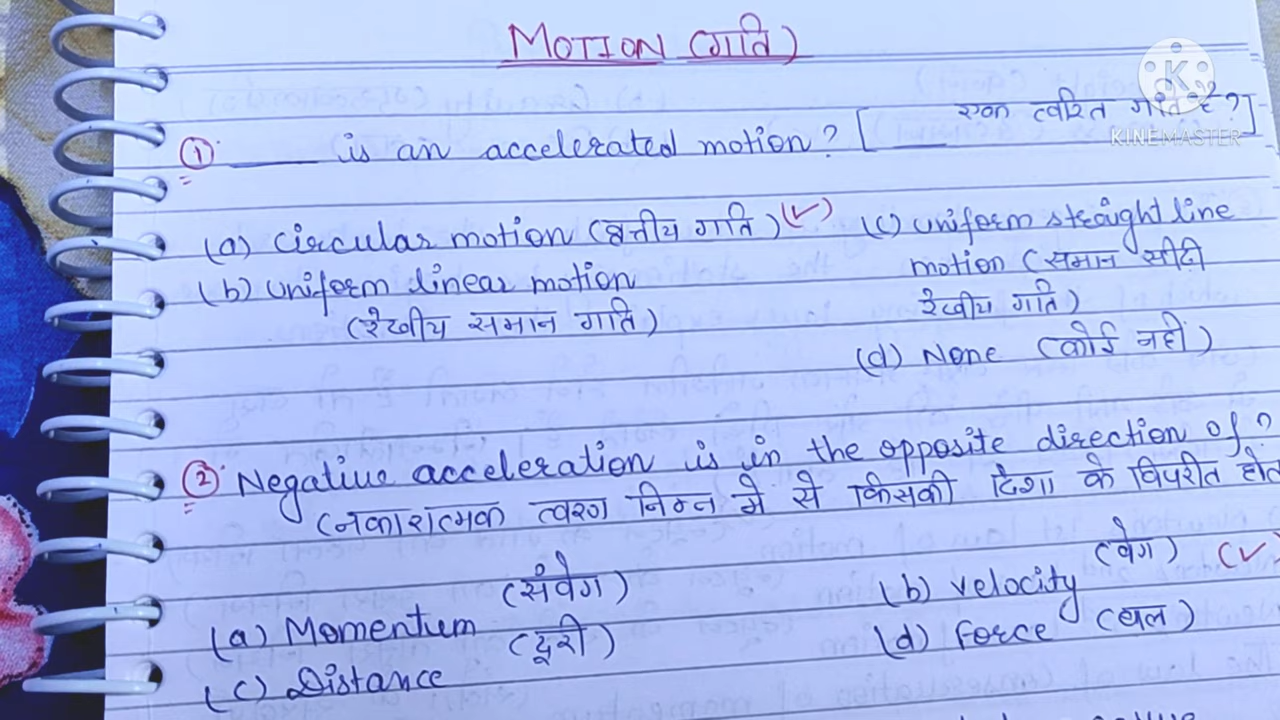 MOTION (गति)
① ____ is an accelerated motion? [ ____ एक त्वरित गति है?]
(a) circular motion (वृत्तीय गति) (✓)
(b) uniform linear motion
(रेखीय समान गति)
(c) uniform straight line
motion (समान सीदी
रेखीय गति)
(d) None (कोई नहीं)
② Negative acceleration is in the opposite direction of?
(नकारात्मक त्वरण निम्न मे से किसकी दिशा के विपरीत
(a) Momentum (संवेग)
(b) velocity (वेग) (✓)
(c) Distance (दूरी)
(d) Force (बल)
KINEMASTER